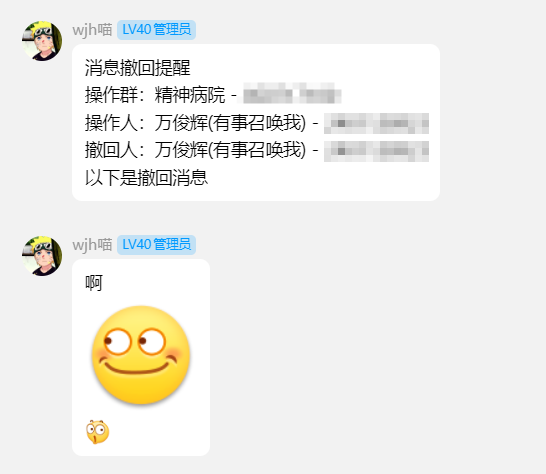 wjh喵 LV40 管理员
消息撤回提醒
操作群：精神病院 -
操作人：万俊辉(有事召唤我) -
撤回人：万俊辉(有事召唤我) -
以下是撤回消息
wjh喵 LV40 管理员
啊